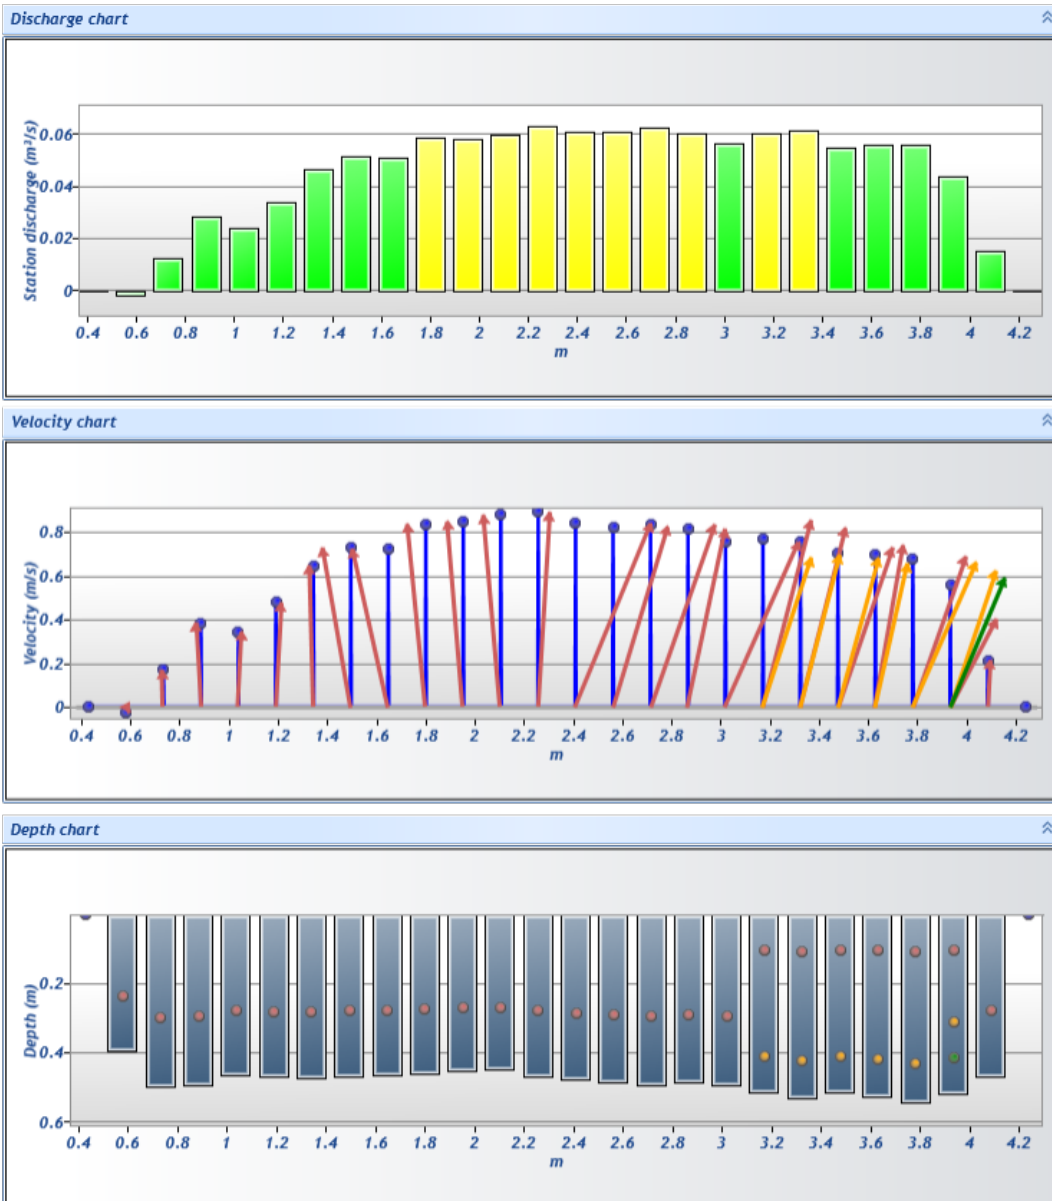 Discharge chart
Station discharge (m³/s)
0.06
0.04
0.02
0
0.4 0.6 0.8 1 1.2 1.4 1.6 1.8 2 2.2 2.4 2.6 2.8 3 3.2 3.4 3.6 3.8 4 4.2
m
Velocity chart
Velocity (m/s)
0.8
0.6
0.4
0.2
0
0.4 0.6 0.8 1 1.2 1.4 1.6 1.8 2 2.2 2.4 2.6 2.8 3 3.2 3.4 3.6 3.8 4 4.2
m
Depth chart
Depth (m)
0.2
0.4
0.6
0.4 0.6 0.8 1 1.2 1.4 1.6 1.8 2 2.2 2.4 2.6 2.8 3 3.2 3.4 3.6 3.8 4 4.2
m